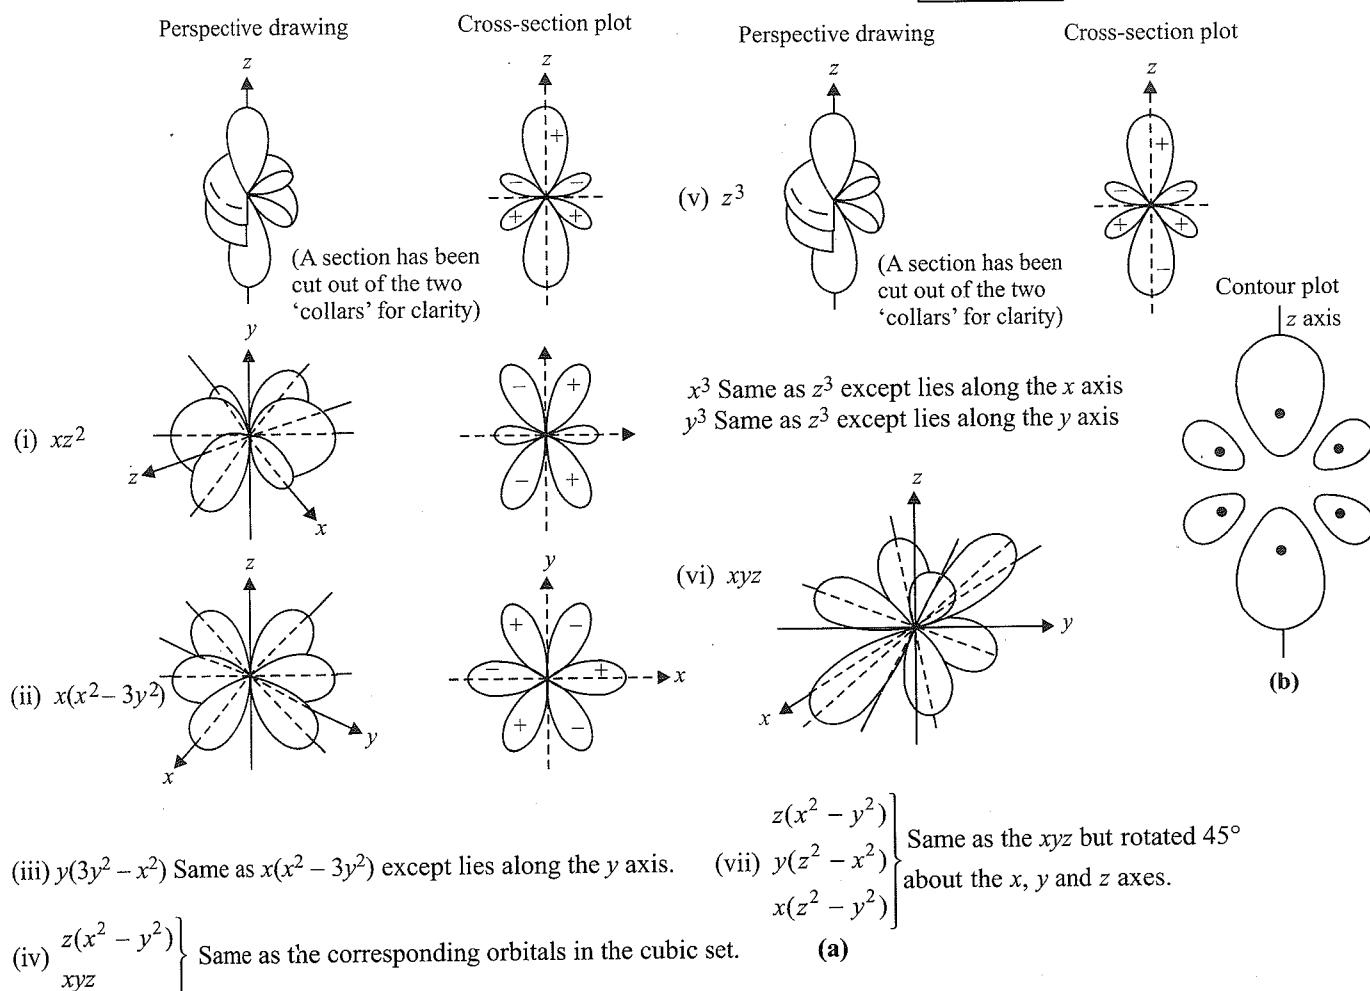 Perspective drawing
Cross-section plot
z
z
+
−
−
+
+
(A section has been
cut out of the two
‘collars’ for clarity)
(i) xz²
y
z
x
−
+
−
+
(ii) x(x² – 3y²)
z
x
y
y
x
+
−
−
+
+
−
(iii) y(3y² – x²) Same as x(x² – 3y²) except lies along the y axis.
(iv) z(x² – y²)
xyz
Same as the corresponding orbitals in the cubic set.
Perspective drawing
Cross-section plot
(v) z³
z
z
+
−
−
+
+
−
(A section has been
cut out of the two
‘collars’ for clarity)
x³ Same as z³ except lies along the x axis
y³ Same as z³ except lies along the y axis
(vi) xyz
z
y
x
Contour plot
z axis
(b)
z(x² − y²)
(vii) y(z² − x²)
x(z² − y²)
Same as the xyz but rotated 45°
about the x, y and z axes.
(a)